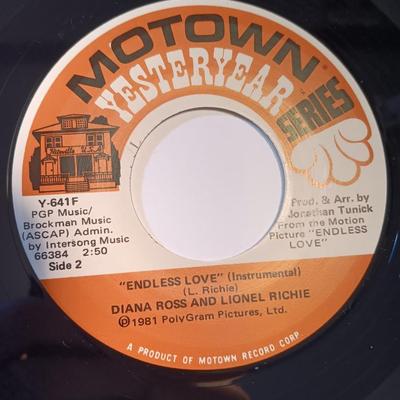 MOTOWN
YESTERYEAR
SERIES
Hitsville U.S.A.
Y-641F
PGP Music/
Brockman Music
(ASCAP) Admin.
by Intersong Music
66384 2:50
Side 2
Prod. & Arr. by
Jonathan Tunick
From the Motion
Picture "ENDLESS
LOVE"
"ENDLESS LOVE" (Instrumental)
(L. Richie)
DIANA ROSS AND LIONEL RICHIE
℗1981 PolyGram Pictures, Ltd.
A PRODUCT OF MOTOWN RECORD CORP